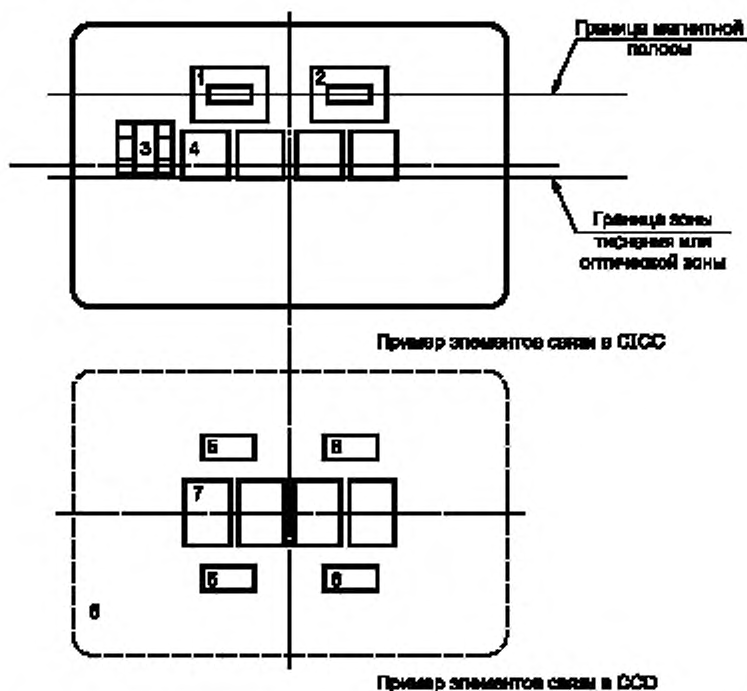 Граница магнитной
полосы
1
2
3
4
Граница зоны
тиснения или
оптической зоны
Пример элементов связи в CICC
5
6
7
5
6
8
Пример элементов связи в CCD